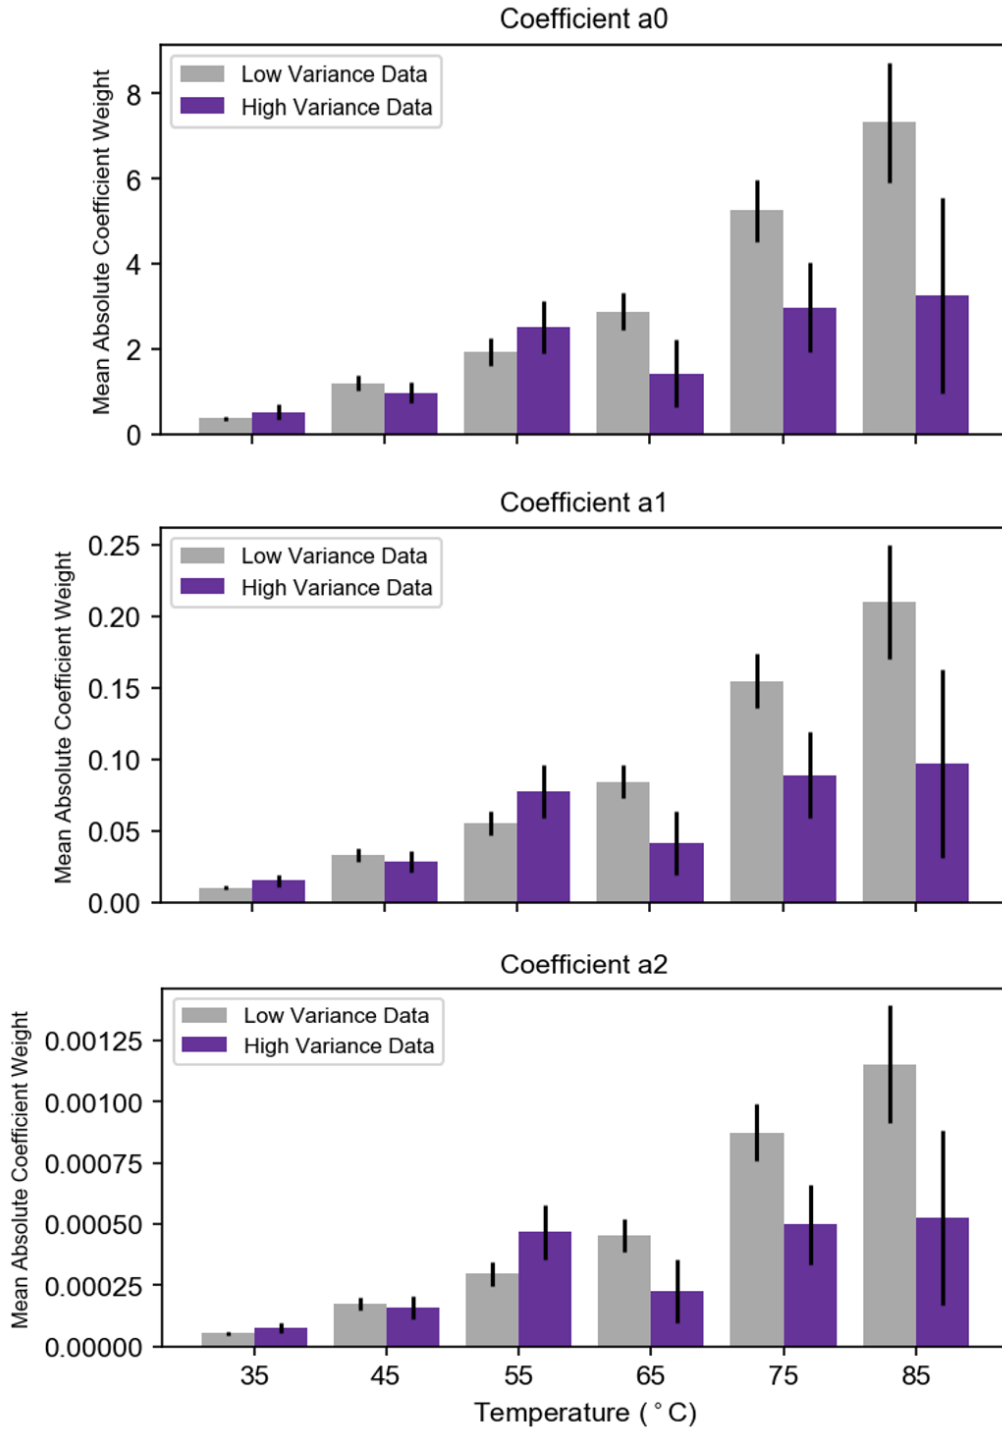 Coefficient a0
Mean Absolute Coefficient Weight
8
6
4
2
0
Low Variance Data
High Variance Data
Coefficient a1
Mean Absolute Coefficient Weight
0.25
0.20
0.15
0.10
0.05
0.00
Low Variance Data
High Variance Data
Coefficient a2
Mean Absolute Coefficient Weight
0.00125
0.00100
0.00075
0.00050
0.00025
0.00000
Low Variance Data
High Variance Data
35 45 55 65 75 85
Temperature (°C)